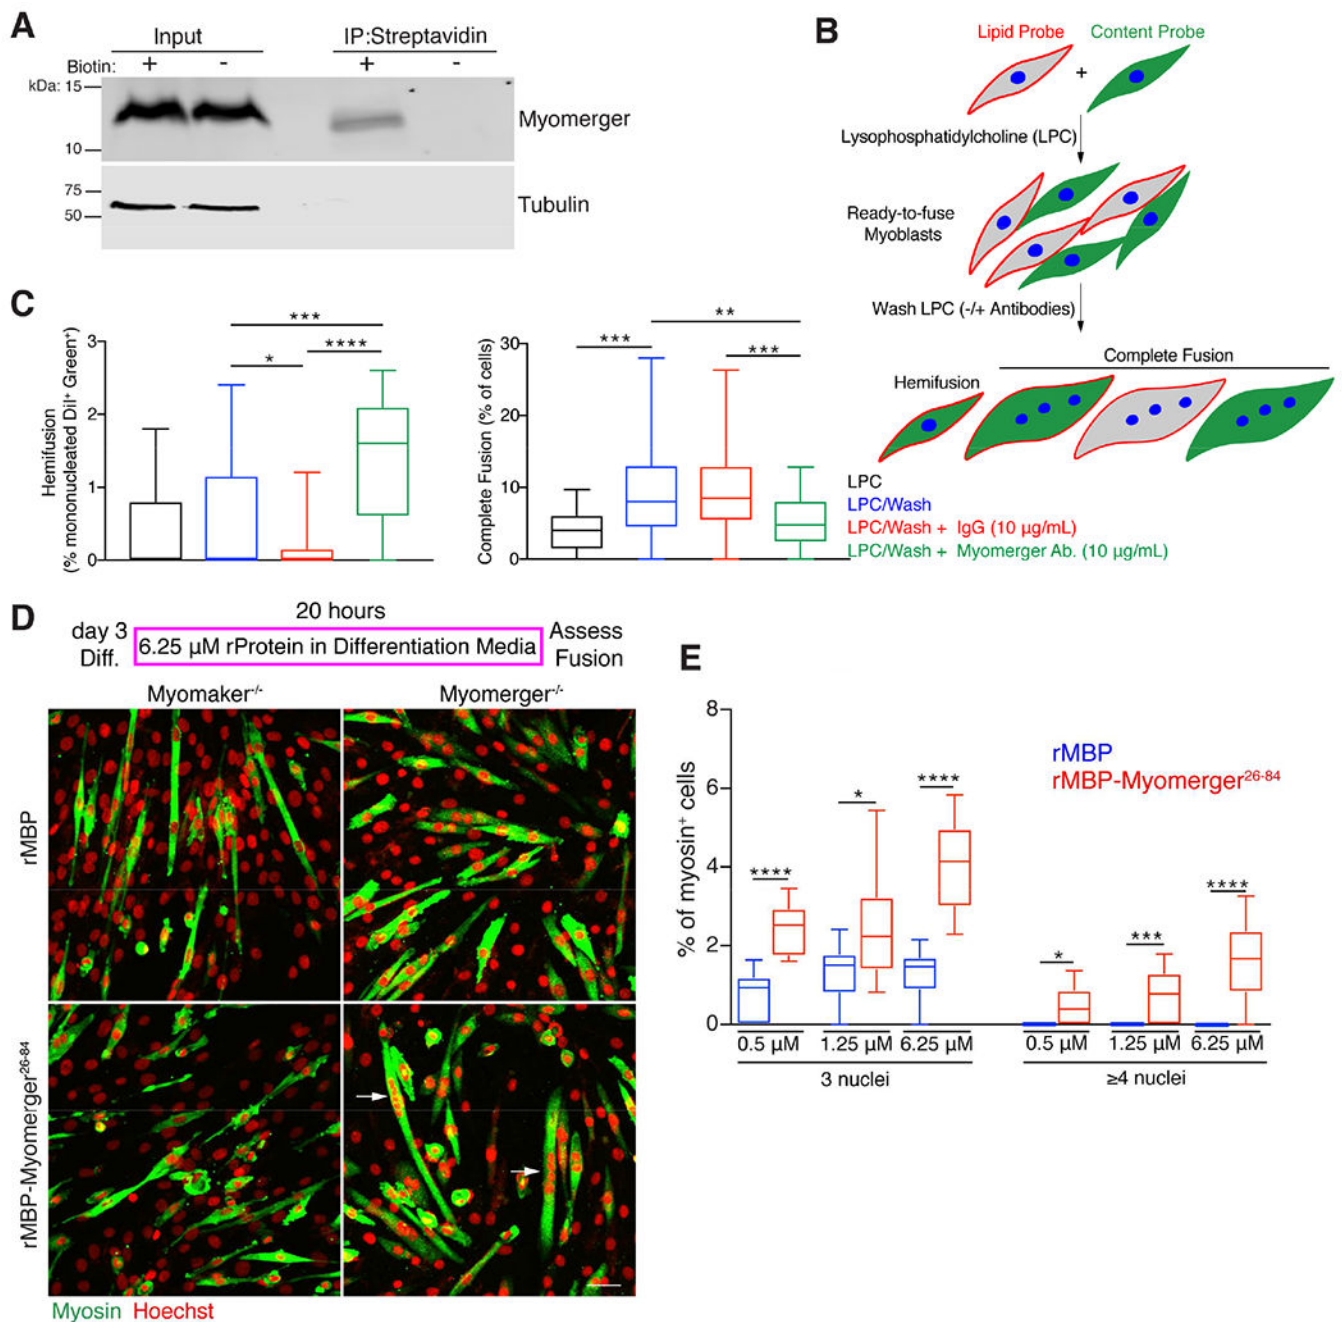 A
Input
IP:Streptavidin
Biotin: + - + -
kDa: 15
Myomerger
10
75
Tubulin
50
B
Lipid Probe
Content Probe
+
Lysophosphatidylcholine (LPC)
Ready-to-fuse
Myoblasts
Wash LPC (-/+ Antibodies)
Complete Fusion
Hemifusion
C
Hemifusion
(% mononucleated DiI⁺ Green⁺)
3
2
1
0
***
****
*
Complete Fusion (% of cells)
30
20
10
0
**
***
***
LPC
LPC/Wash
LPC/Wash + IgG (10 µg/mL)
LPC/Wash + Myomerger Ab. (10 µg/mL)
D
20 hours
day 3
Diff.
6.25 µM rProtein in Differentiation Media
Assess
Fusion
Myomaker-/-
Myomerger-/-
rMBP
rMBP-Myomerger26-84
Myosin Hoechst
E
% of myosin⁺ cells
8
6
4
2
0
rMBP
rMBP-Myomerger26-84
****
*
****
*
***
****
0.5 µM 1.25 µM 6.25 µM 0.5 µM 1.25 µM 6.25 µM
3 nuclei
≥4 nuclei